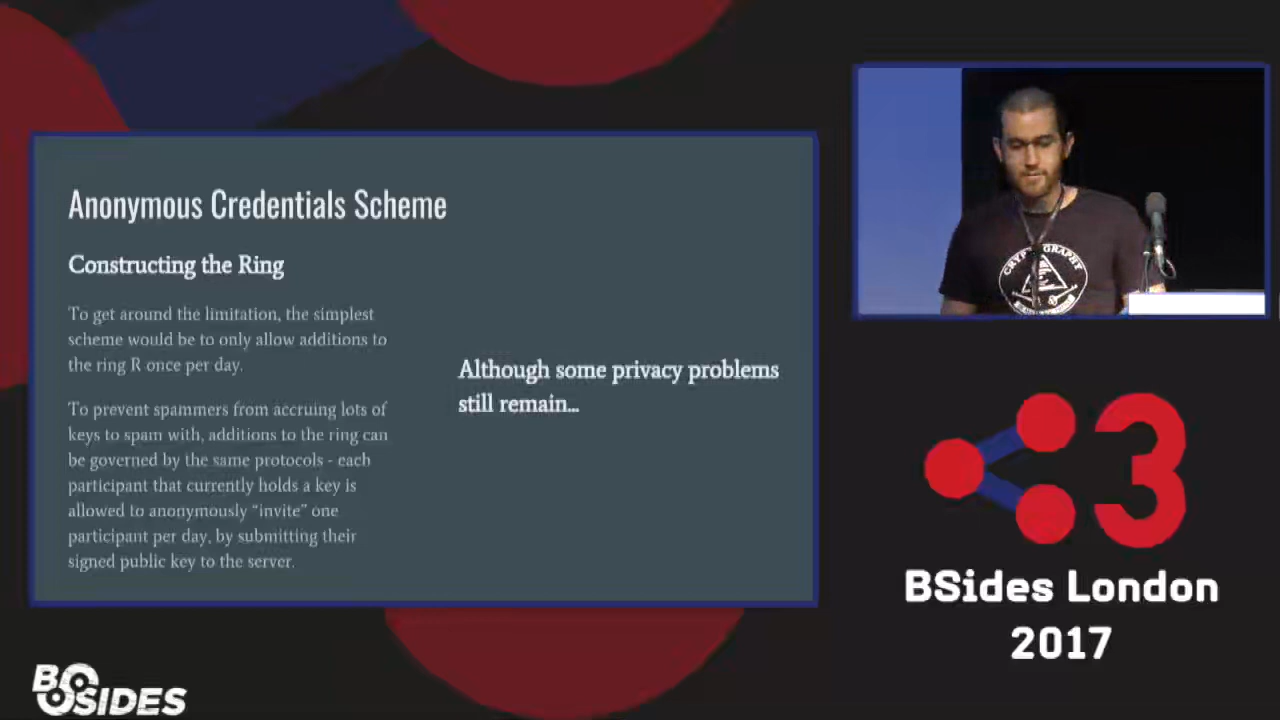 Anonymous Credentials Scheme
Constructing the Ring
To get around the limitation, the simplest
scheme would be to only allow additions to
the ring R once per day.
To prevent spammers from accruing lots of
keys to spam with, additions to the ring can
be governed by the same protocols - each
participant that currently holds a key is
allowed to anonymously “invite” one
participant per day, by submitting their
signed public key to the server.
Although some privacy problems
still remain...
CRYPTOGRAPHY
<3
BSides London
2017
BSIDES